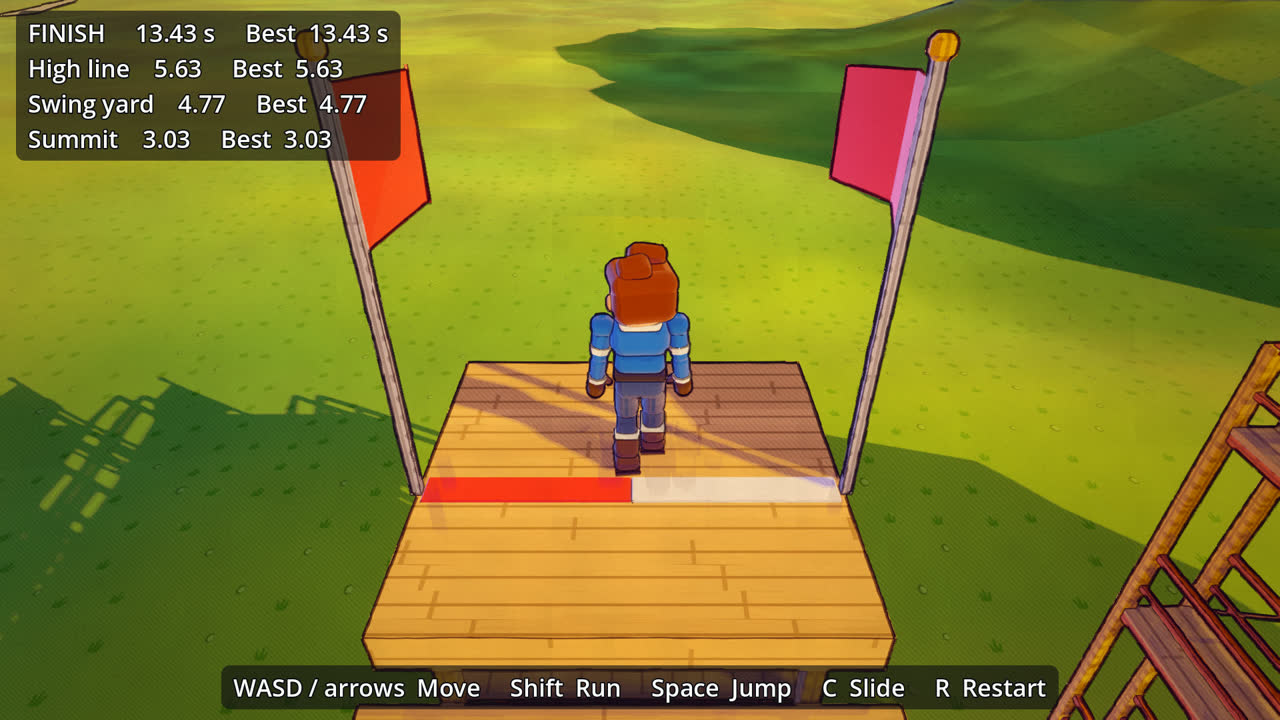 FINISH 13.43 s Best 13.43 s
High line 5.63 Best 5.63
Swing yard 4.77 Best 4.77
Summit 3.03 Best 3.03
WASD / arrows Move Shift Run Space Jump C Slide R Restart